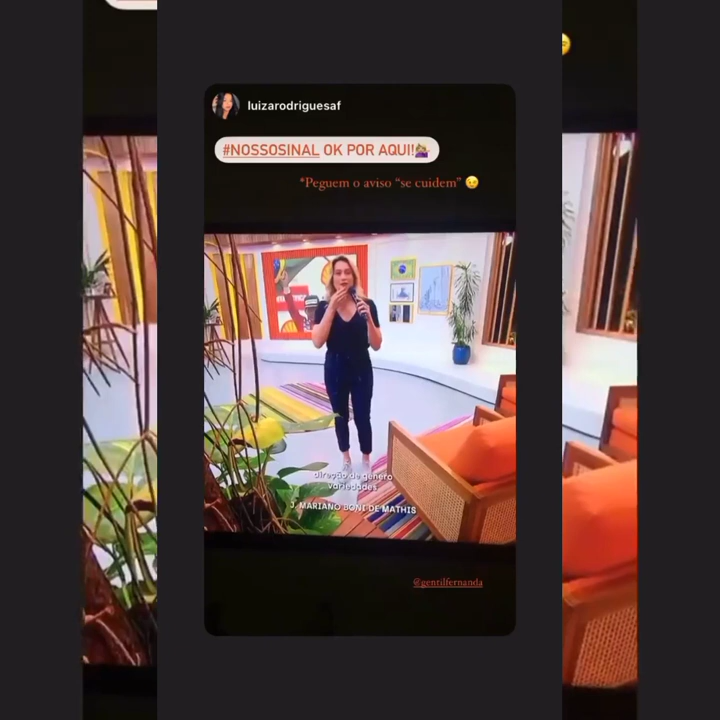 luizarodriguesaf
#NOSSOSINAL OK POR AQUI!🙋🏼‍♀️
*Peguem o aviso “se cuidem” 😉
direção de gênero
variedades
J. MARIANO BONI DE MATHIS
@gentilfernanda